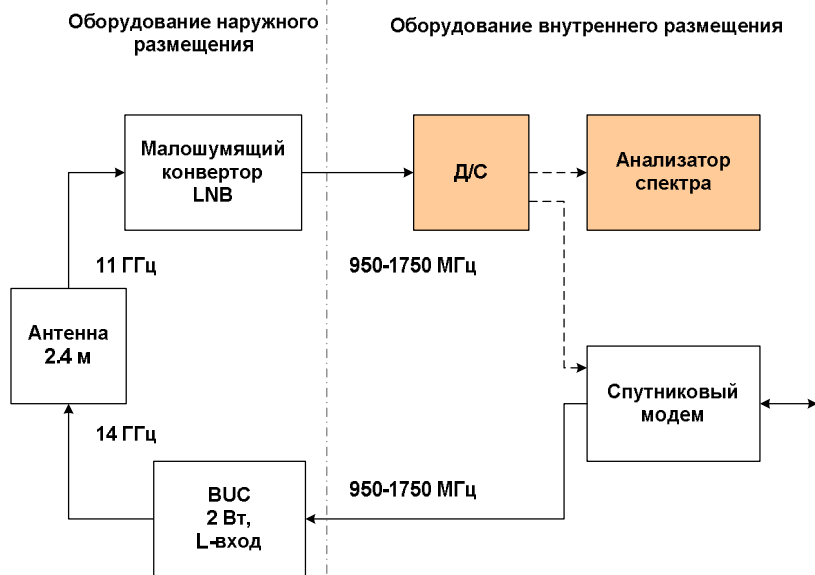 Оборудование наружного
размещения
Оборудование внутреннего размещения
Малошумящий
конвертор
LNB
Д/С
Анализатор
спектра
11 ГГц
950-1750 МГц
Антенна
2.4 м
Спутниковый
модем
14 ГГц
950-1750 МГц
BUC
2 Вт,
L-вход